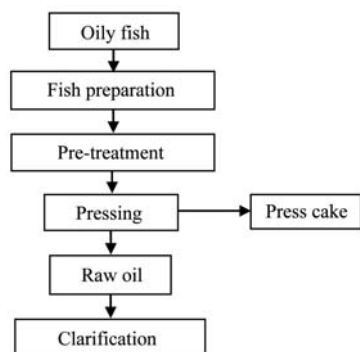 Oily fish
Fish preparation
Pre-treatment
Pressing
Press cake
Raw oil
Clarification